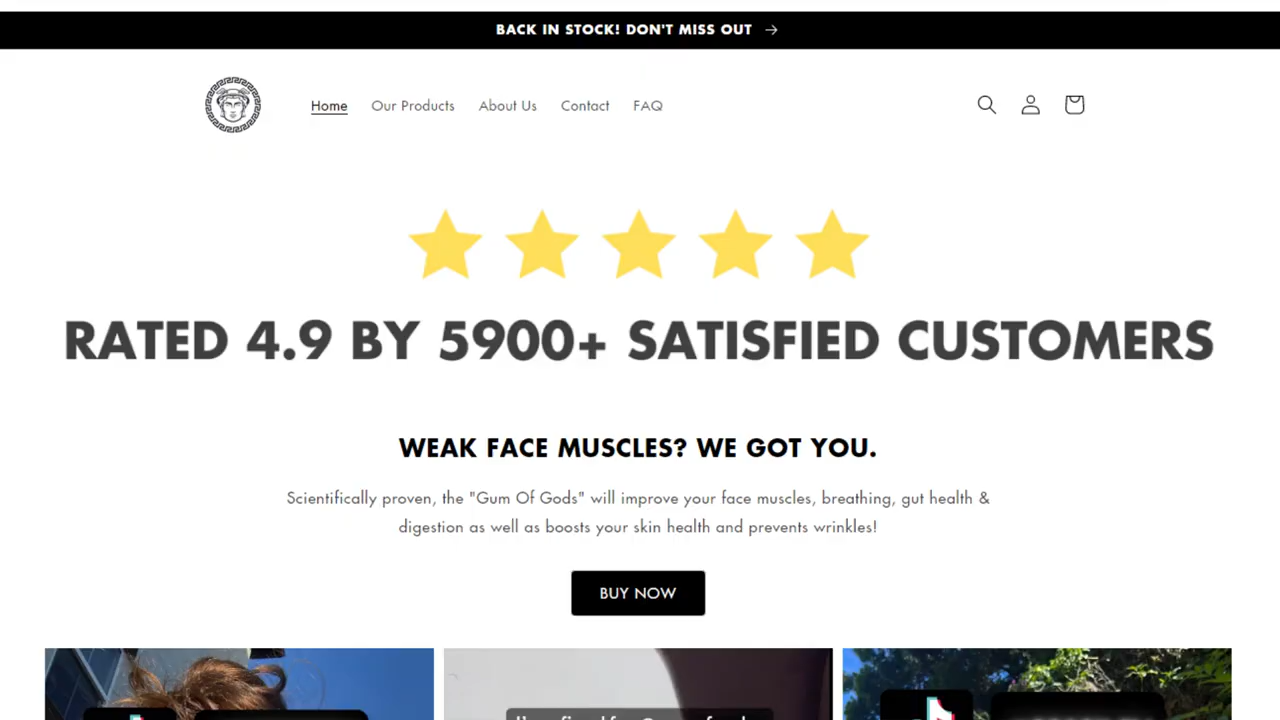 BACK IN STOCK! DON'T MISS OUT →
Home Our Products About Us Contact FAQ
RATED 4.9 BY 5900+ SATISFIED CUSTOMERS
WEAK FACE MUSCLES? WE GOT YOU.
Scientifically proven, the "Gum Of Gods" will improve your face muscles, breathing, gut health &
digestion as well as boosts your skin health and prevents wrinkles!
BUY NOW